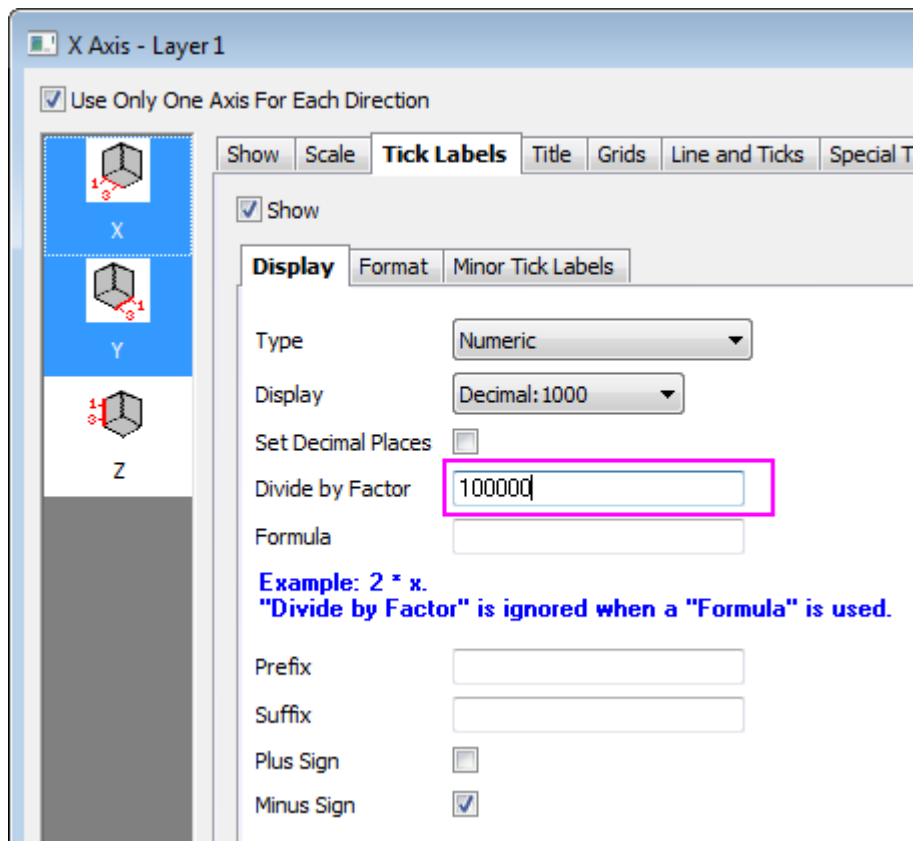 X Axis - Layer 1
Use Only One Axis For Each Direction
X
Y
Z
Show Scale Tick Labels Title Grids Line and Ticks Special T
Show
Display Format Minor Tick Labels
Type Numeric
Display Decimal:1000
Set Decimal Places
Divide by Factor 100000
Formula
Example: 2 * x.
"Divide by Factor" is ignored when a "Formula" is used.
Prefix
Suffix
Plus Sign
Minus Sign